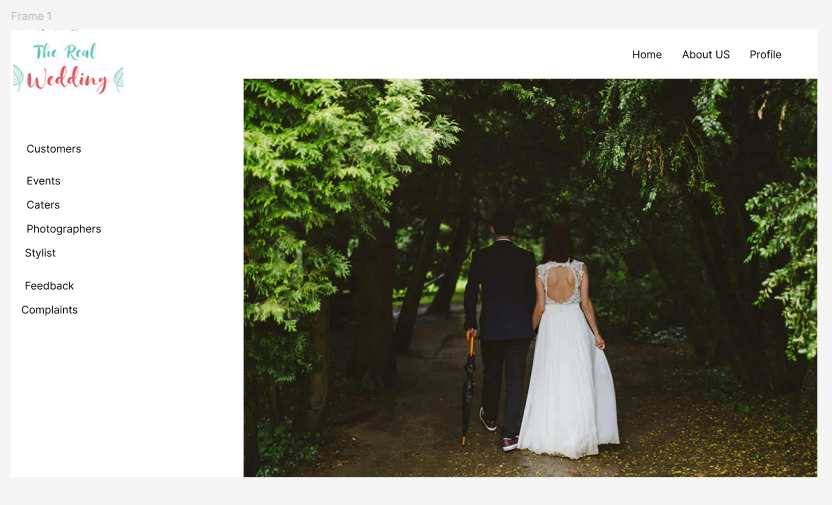 Frame 1
The Real
Wedding
Home About US Profile
Customers
Events
Caters
Photographers
Stylist
Feedback
Complaints